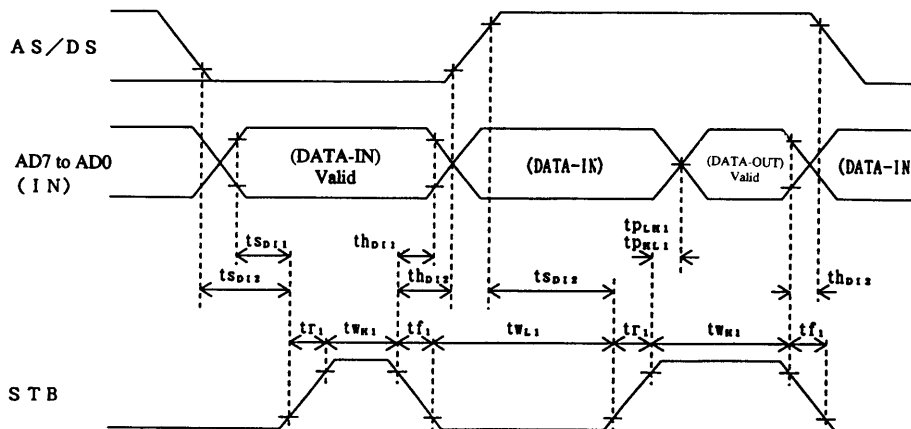 AS/DS
AD7 to AD0
(IN)
(DATA-IN)
Valid
(DATA-IN)
(DATA-OUT)
Valid
(DATA-IN
tpLH1
tpHL1
tsDI1
thDI1
tsDI2
thDI2
tsDI2
thDI2
tr1
twH1
tf1
twL1
tr1
twH1
tf1
STB